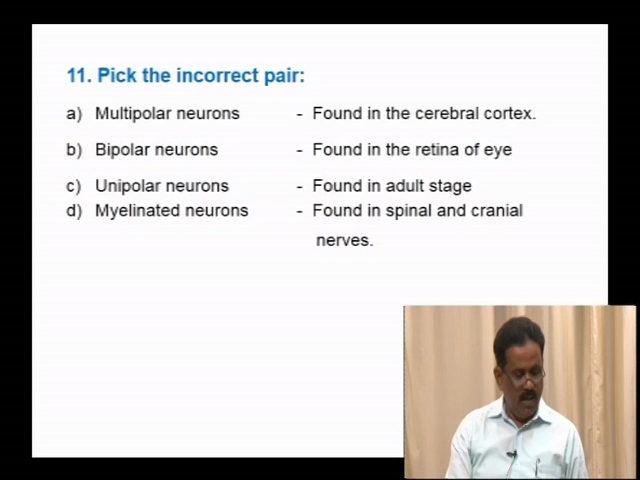 11. Pick the incorrect pair:
a) Multipolar neurons - Found in the cerebral cortex.
b) Bipolar neurons - Found in the retina of eye
c) Unipolar neurons - Found in adult stage
d) Myelinated neurons - Found in spinal and cranial
nerves.